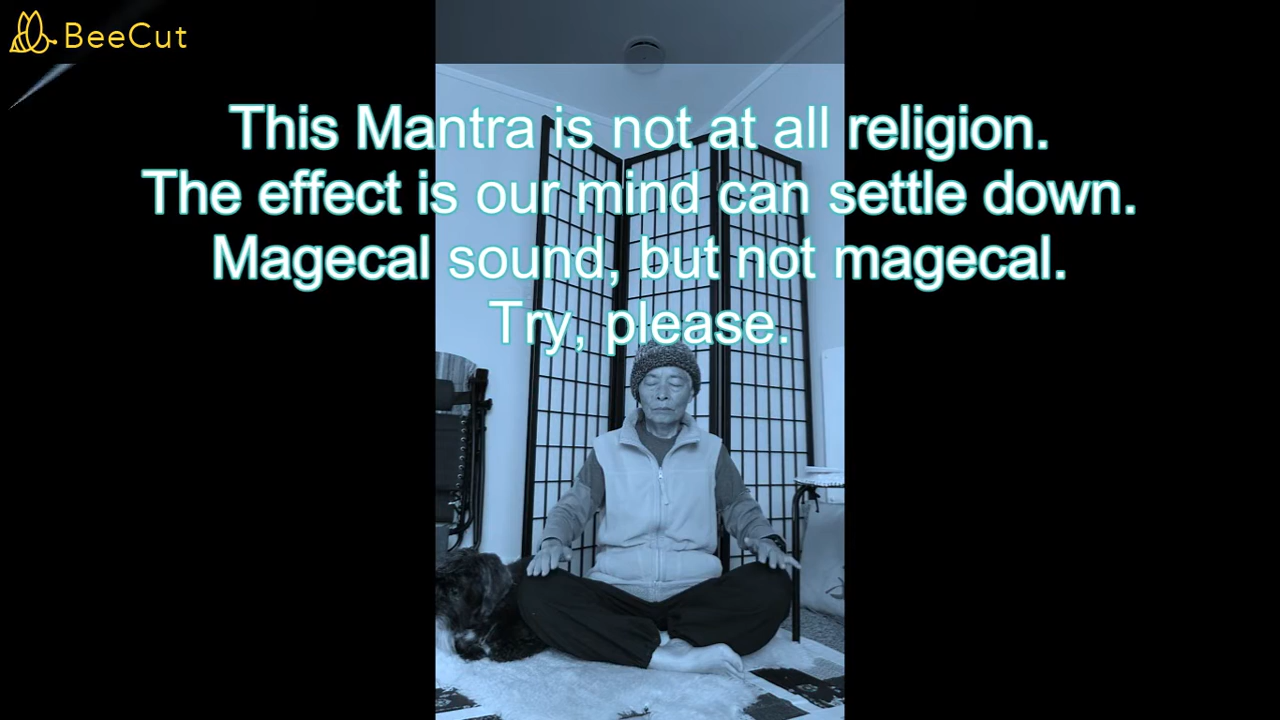 BeeCut
This Mantra is not at all religion.
The effect is our mind can settle down.
Magecal sound, but not magecal.
Try, please.